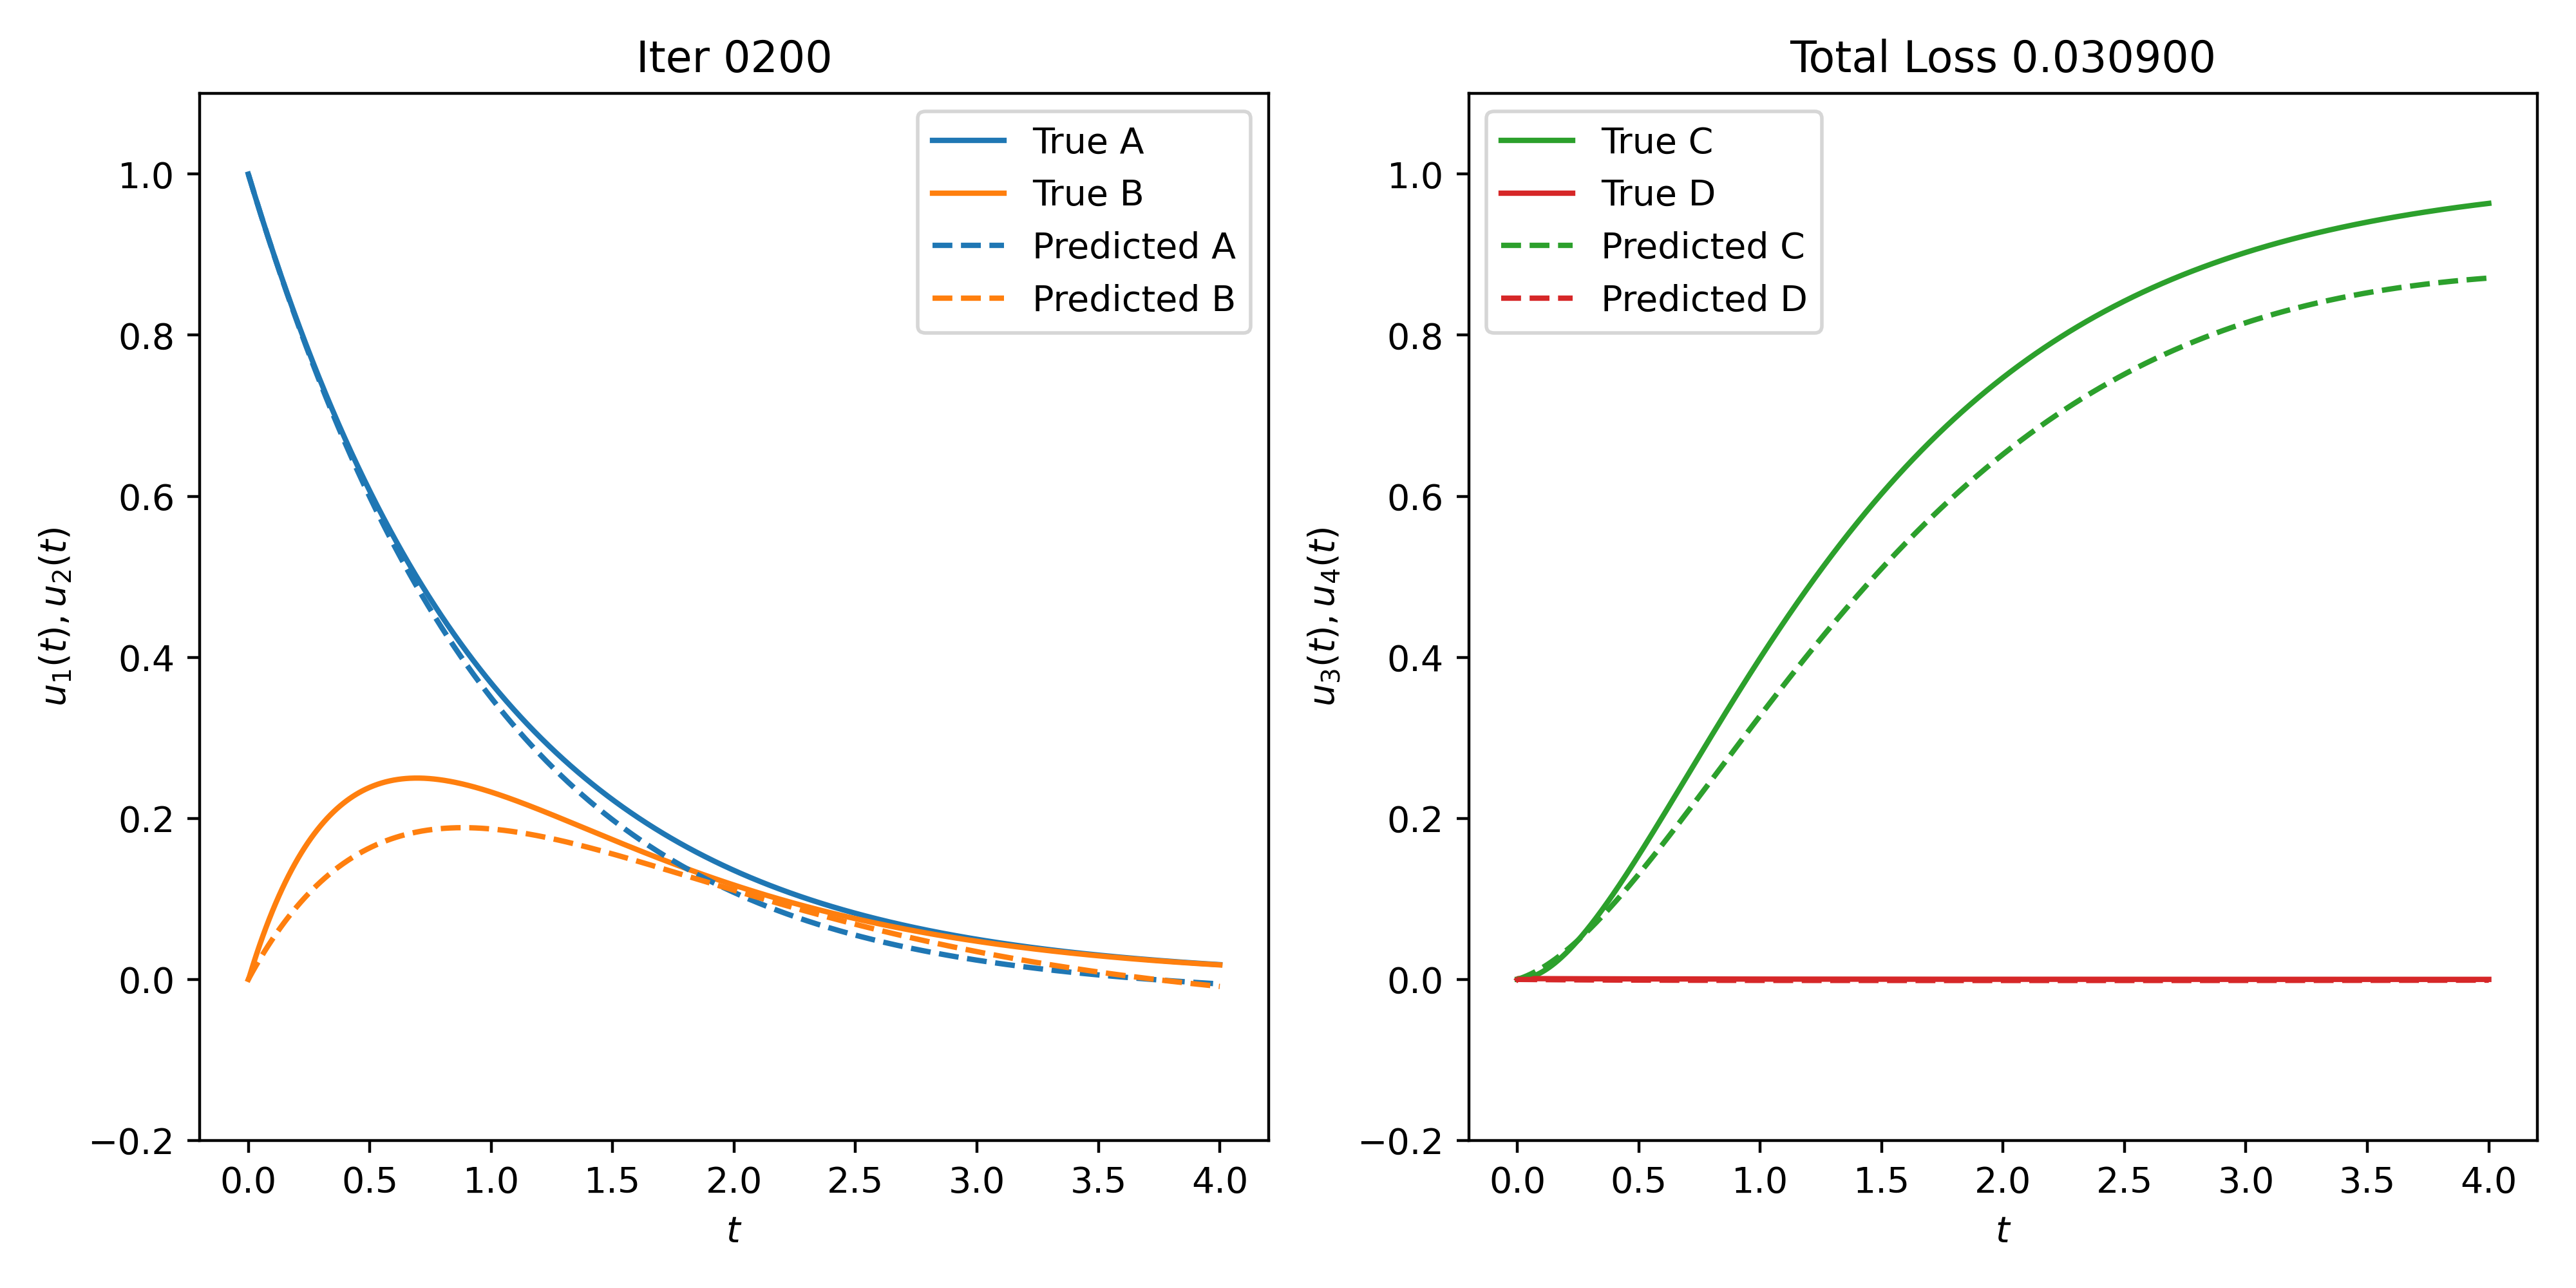 Iter 0200
True A
True B
Predicted A
Predicted B
1.0
0.8
0.6
0.4
0.2
0.0
−0.2
u₁(t), u₂(t)
0.0 0.5 1.0 1.5 2.0 2.5 3.0 3.5 4.0
t
Total Loss 0.030900
True C
True D
Predicted C
Predicted D
1.0
0.8
0.6
0.4
0.2
0.0
−0.2
u₃(t), u₄(t)
0.0 0.5 1.0 1.5 2.0 2.5 3.0 3.5 4.0
t